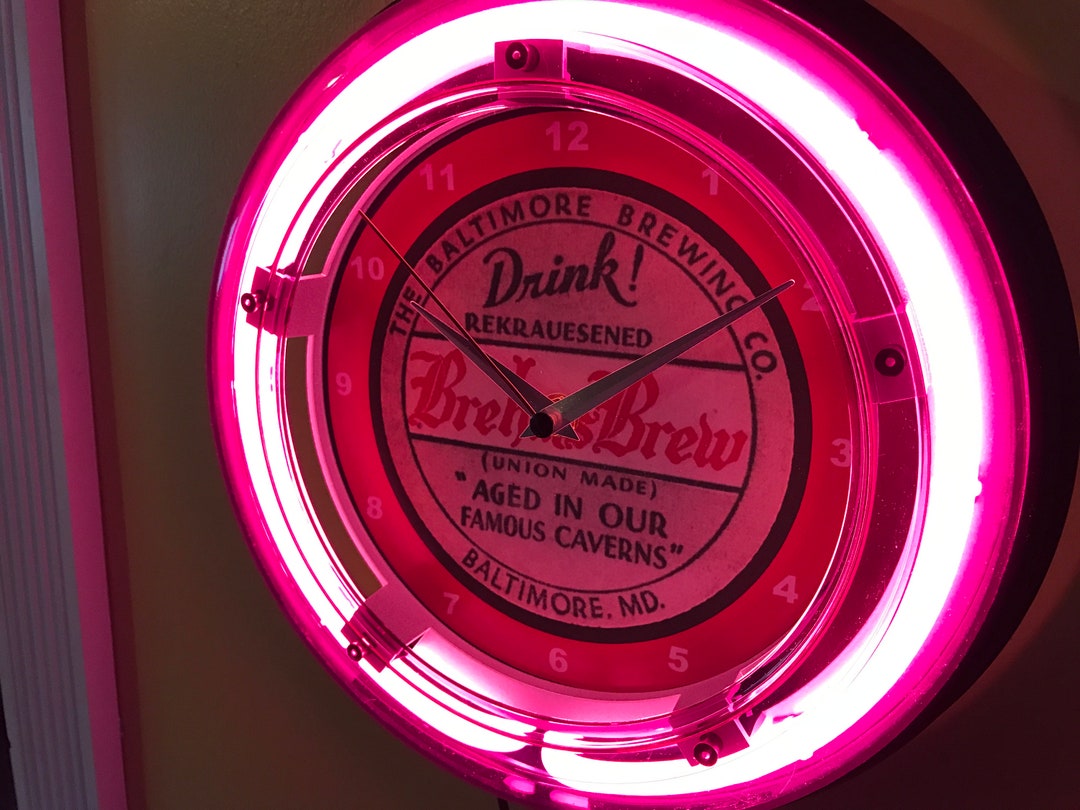 12
1
2
3
4
5
6
7
8
9
10
11
THE BALTIMORE BREWING CO.
Drink!
REKRAUESENED
Brehm's Brew
(UNION MADE)
"AGED IN OUR
FAMOUS CAVERNS"
BALTIMORE, MD.